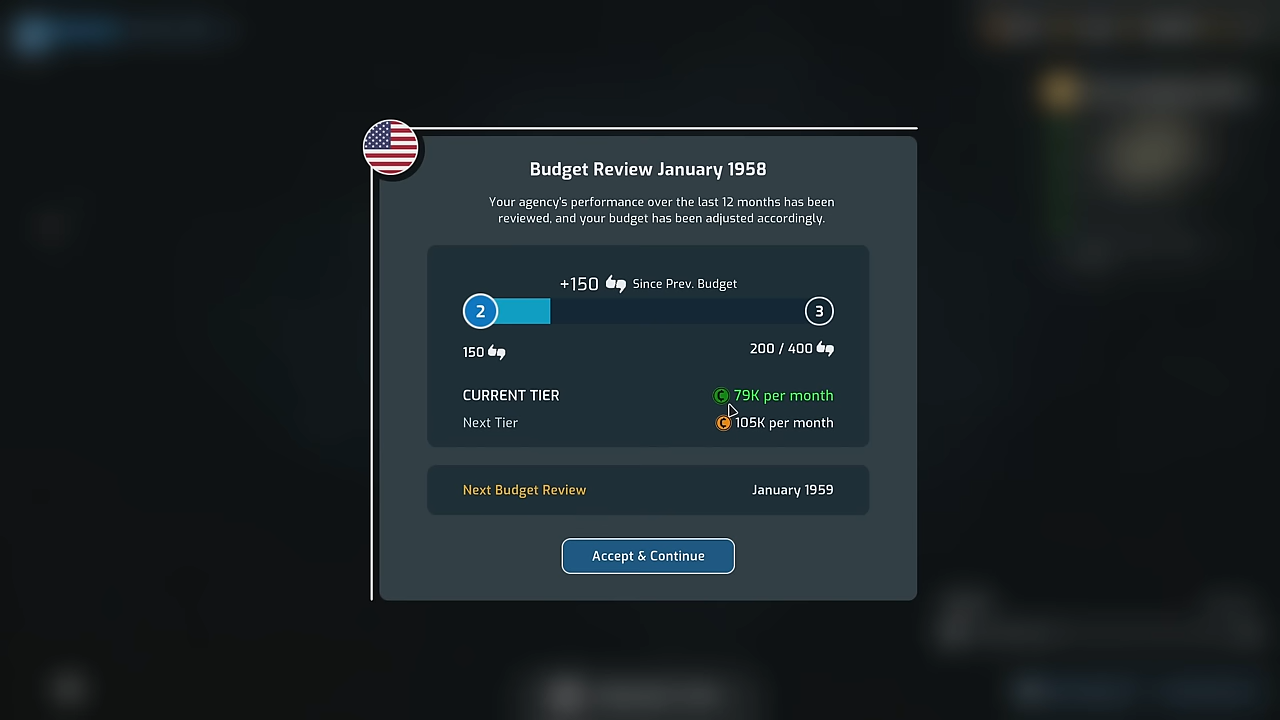 Budget Review January 1958
Your agency's performance over the last 12 months has been
reviewed, and your budget has been adjusted accordingly.
+150 Since Prev. Budget
2 3
150 200 / 400
CURRENT TIER C 79K per month
Next Tier C 105K per month
Next Budget Review January 1959
Accept & Continue